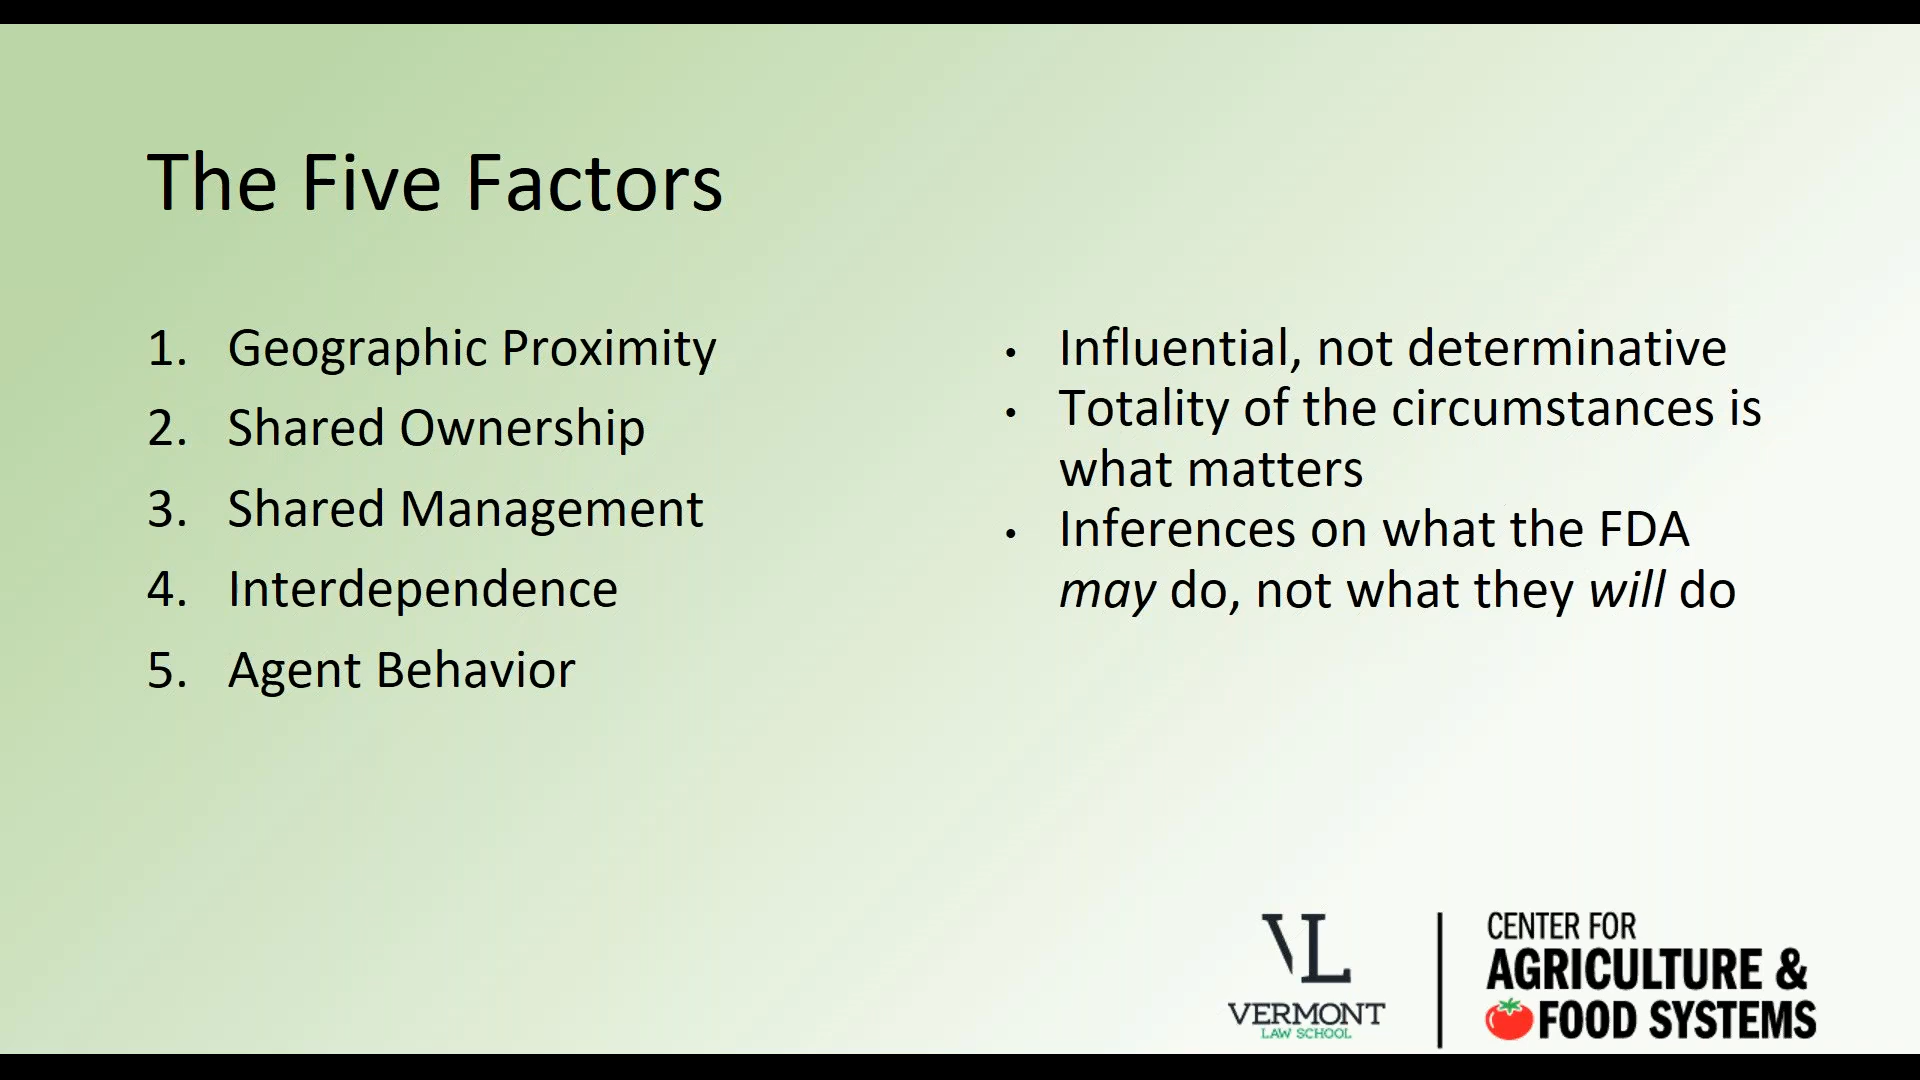 The Five Factors
1. Geographic Proximity
2. Shared Ownership
3. Shared Management
4. Interdependence
5. Agent Behavior
• Influential, not determinative
• Totality of the circumstances is
what matters
• Inferences on what the FDA
may do, not what they will do
VL
VERMONT
LAW SCHOOL
CENTER FOR
AGRICULTURE &
FOOD SYSTEMS